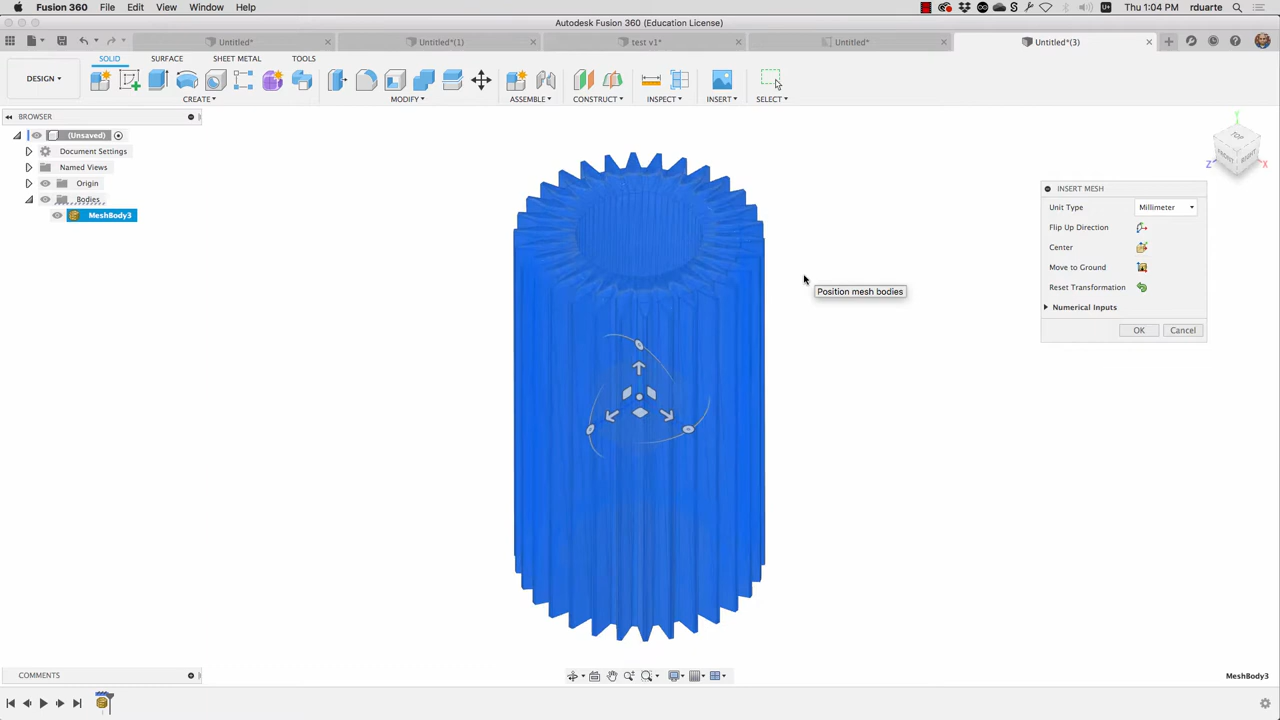 Fusion 360 File Edit View Window Help Thu 1:04 PM rduarte
Autodesk Fusion 360 (Education License)
Untitled* Untitled*(1) test v1* Untitled* Untitled*(3)
SOLID SURFACE SHEET METAL TOOLS
DESIGN
CREATE MODIFY ASSEMBLE CONSTRUCT INSPECT INSERT SELECT
BROWSER
(Unsaved)
Document Settings
Named Views
Origin
Bodies
MeshBody3
TOP
FRONT RIGHT
Y
Z X
INSERT MESH
Unit Type Millimeter
Flip Up Direction
Center
Move to Ground
Reset Transformation
Numerical Inputs
OK Cancel
Position mesh bodies
COMMENTS
MeshBody3